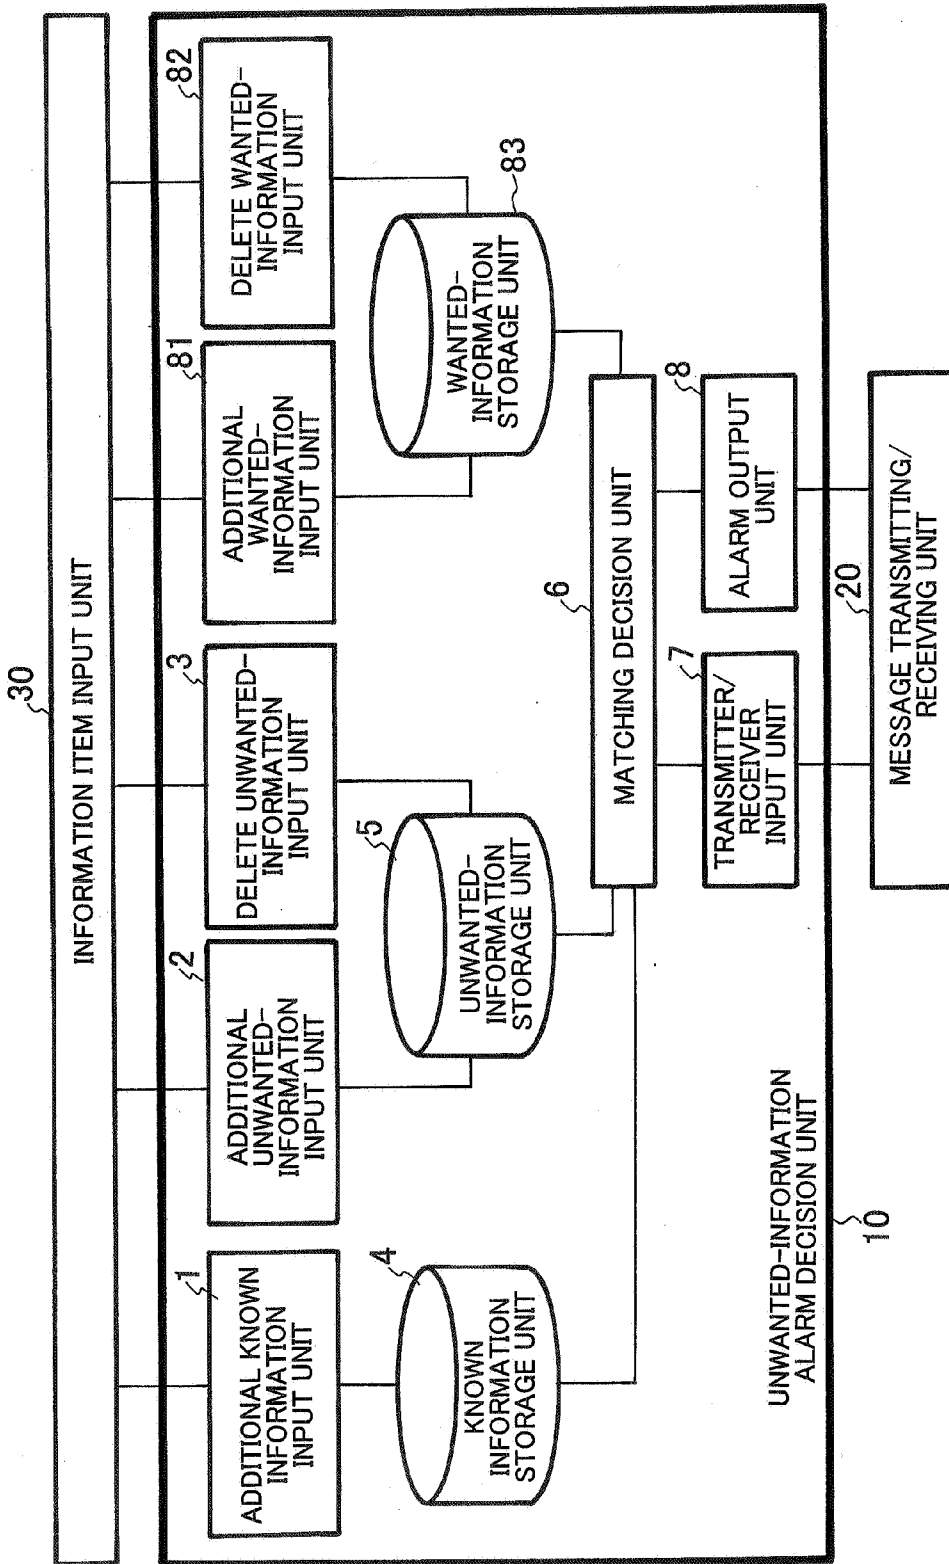 30
INFORMATION ITEM INPUT UNIT
1
ADDITIONAL KNOWN
INFORMATION
INPUT UNIT
2
ADDITIONAL
UNWANTED-
INFORMATION
INPUT UNIT
3
DELETE UNWANTED-
INFORMATION
INPUT UNIT
81
ADDITIONAL
WANTED-
INFORMATION
INPUT UNIT
82
DELETE WANTED-
INFORMATION
INPUT UNIT
4
KNOWN
INFORMATION
STORAGE UNIT
5
UNWANTED-
INFORMATION
STORAGE UNIT
83
WANTED-
INFORMATION
STORAGE UNIT
6
MATCHING DECISION UNIT
7
TRANSMITTER/
RECEIVER
INPUT UNIT
8
ALARM OUTPUT
UNIT
UNWANTED-INFORMATION
ALARM DECISION UNIT
10
20
MESSAGE TRANSMITTING/
RECEIVING UNIT